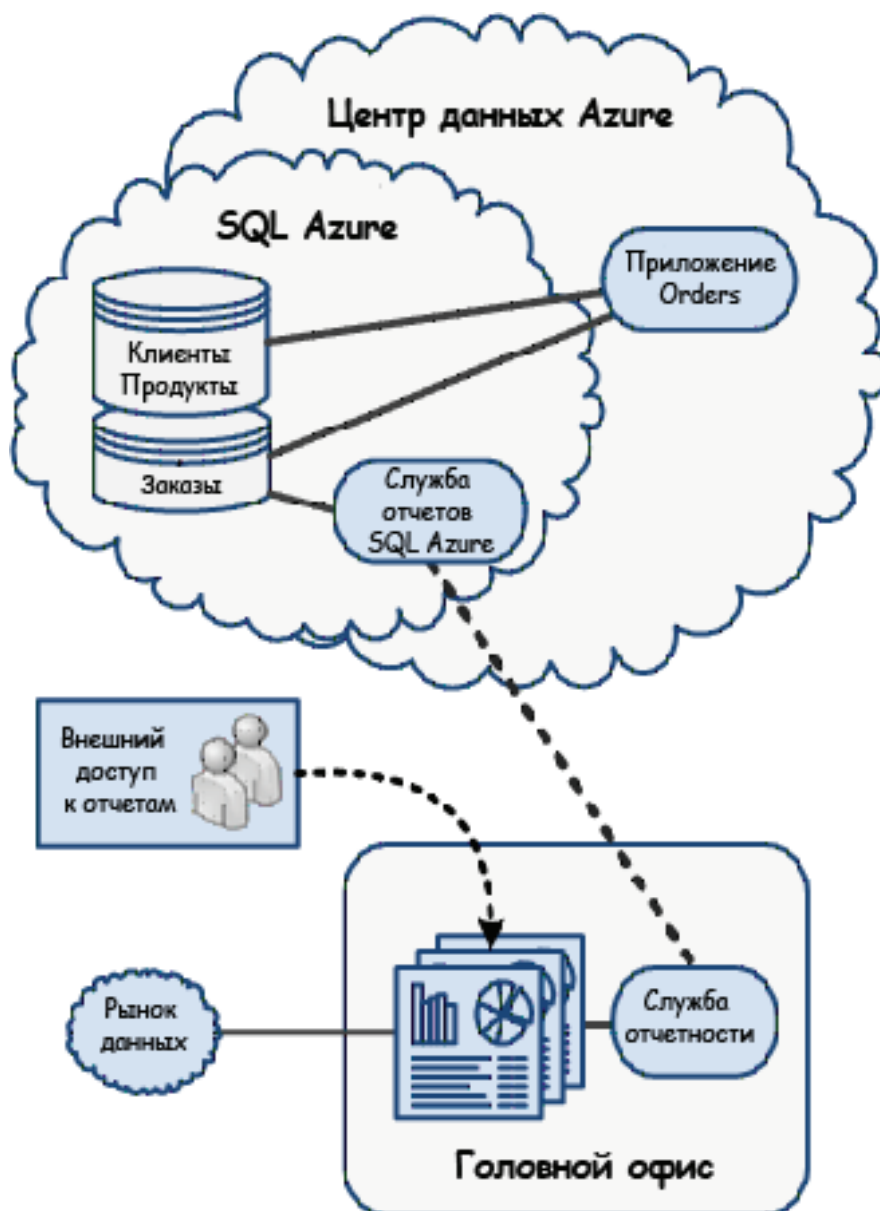 Центр данных Azure
SQL Azure
Приложение
Orders
Клиенты
Продукты
Заказы
Служба
отчетов
SQL Azure
Внешний
доступ
к отчетам
Рынок
данных
Служба
отчетности
Головной офис